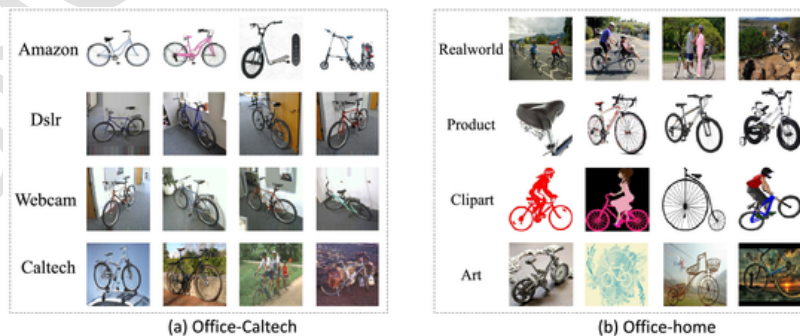 Amazon
Dslr
Webcam
Caltech
(a) Office-Caltech
Realworld
Product
Clipart
Art
(b) Office-home